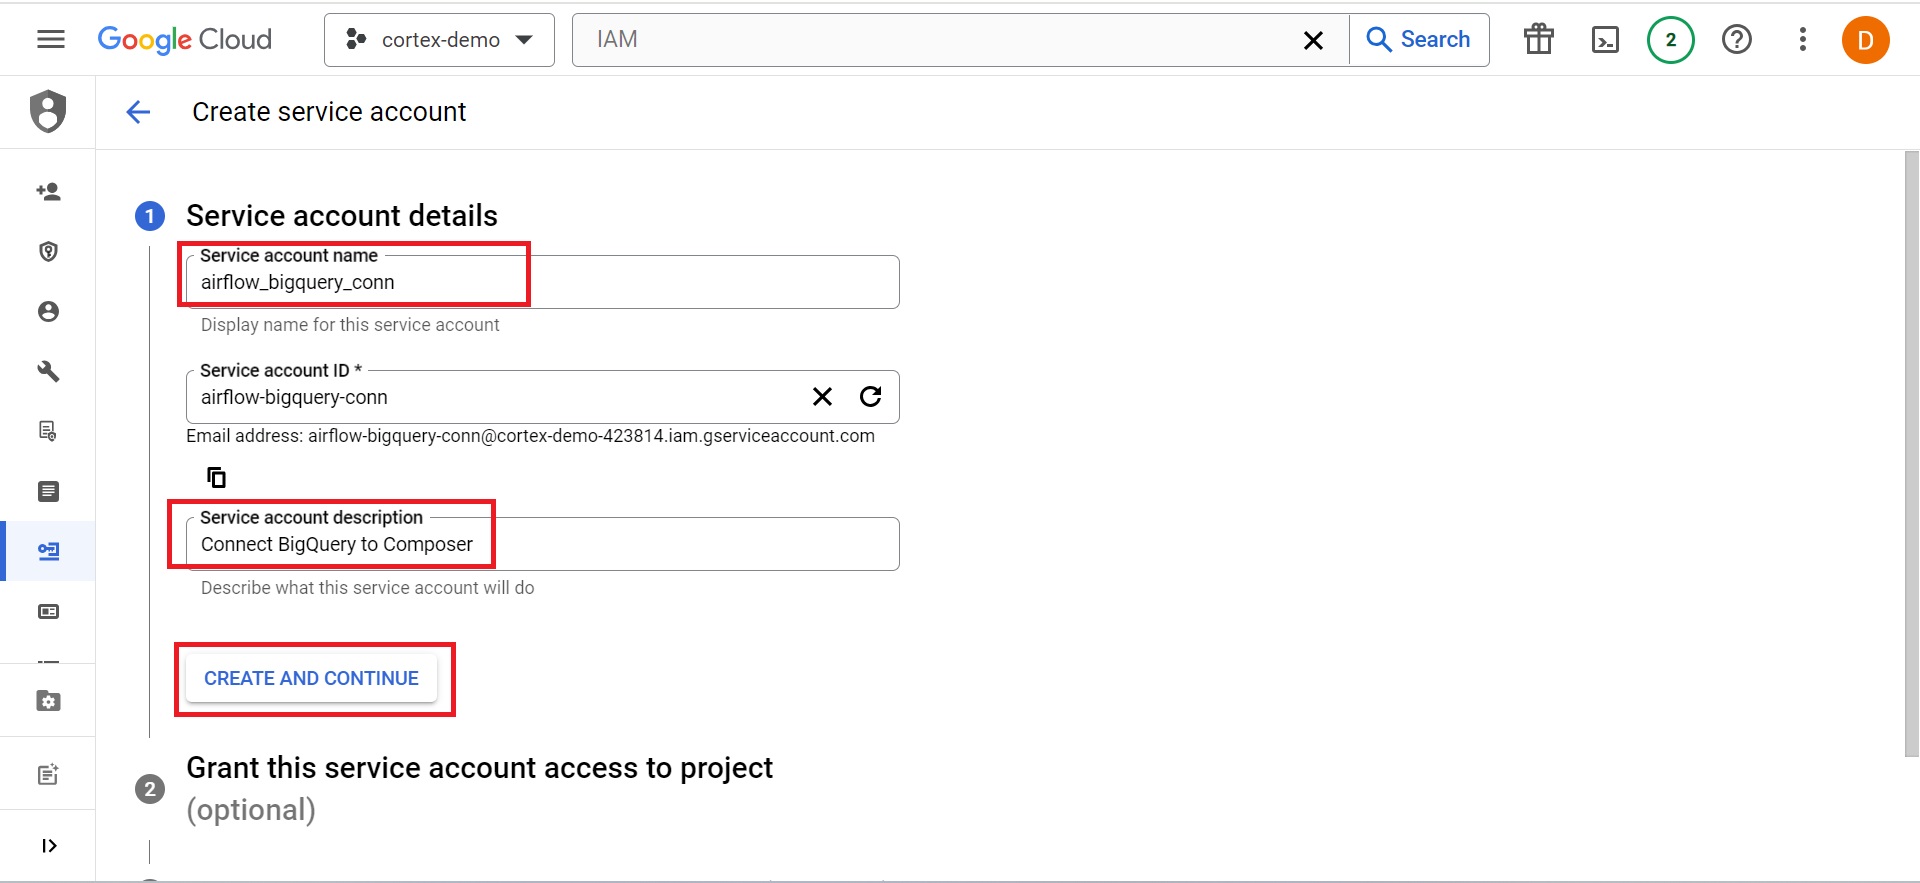 Google Cloud
cortex-demo
IAM
Search
2
D
Create service account
1
Service account details
Service account name
airflow_bigquery_conn
Display name for this service account
Service account ID *
airflow-bigquery-conn
Email address: airflow-bigquery-conn@cortex-demo-423814.iam.gserviceaccount.com
Service account description
Connect BigQuery to Composer
Describe what this service account will do
CREATE AND CONTINUE
2
Grant this service account access to project
(optional)